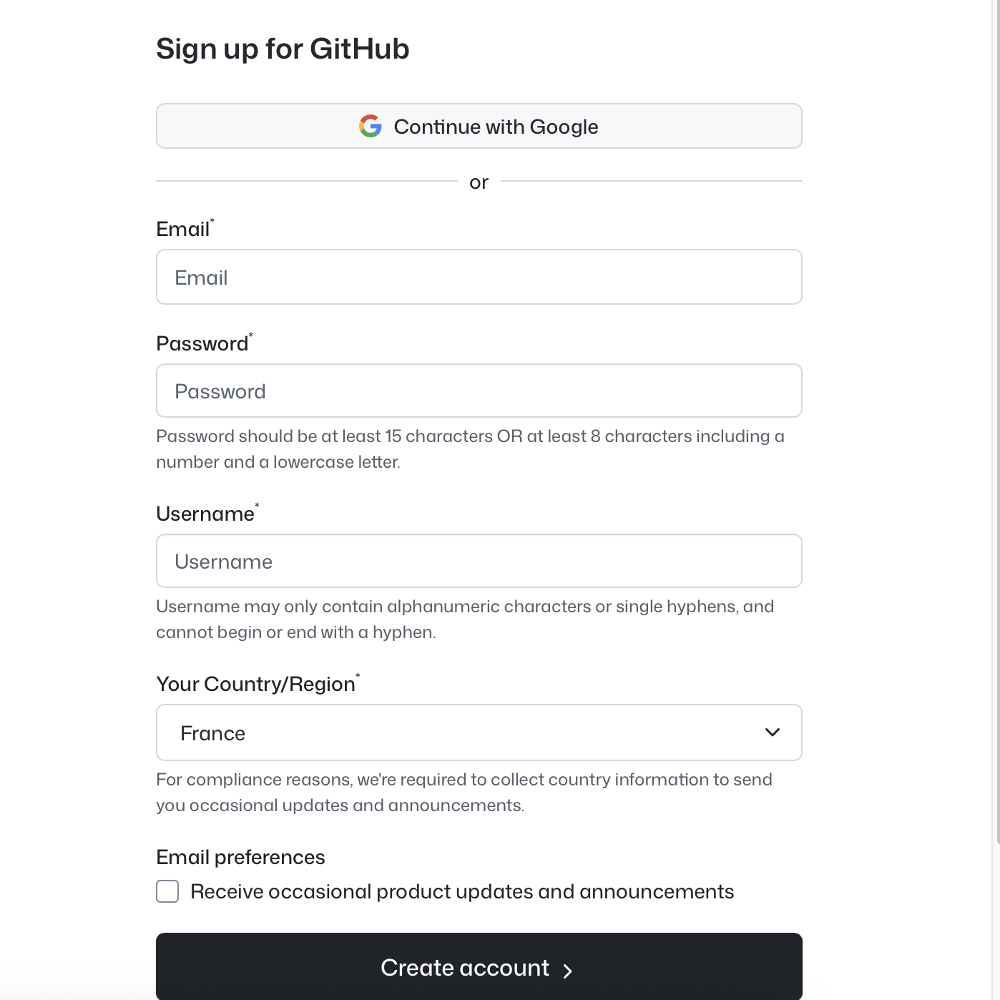 Sign up for GitHub
Continue with Google
or
Email*
Email
Password*
Password
Password should be at least 15 characters OR at least 8 characters including a
number and a lowercase letter.
Username*
Username
Username may only contain alphanumeric characters or single hyphens, and
cannot begin or end with a hyphen.
Your Country/Region*
France
For compliance reasons, we're required to collect country information to send
you occasional updates and announcements.
Email preferences
Receive occasional product updates and announcements
Create account